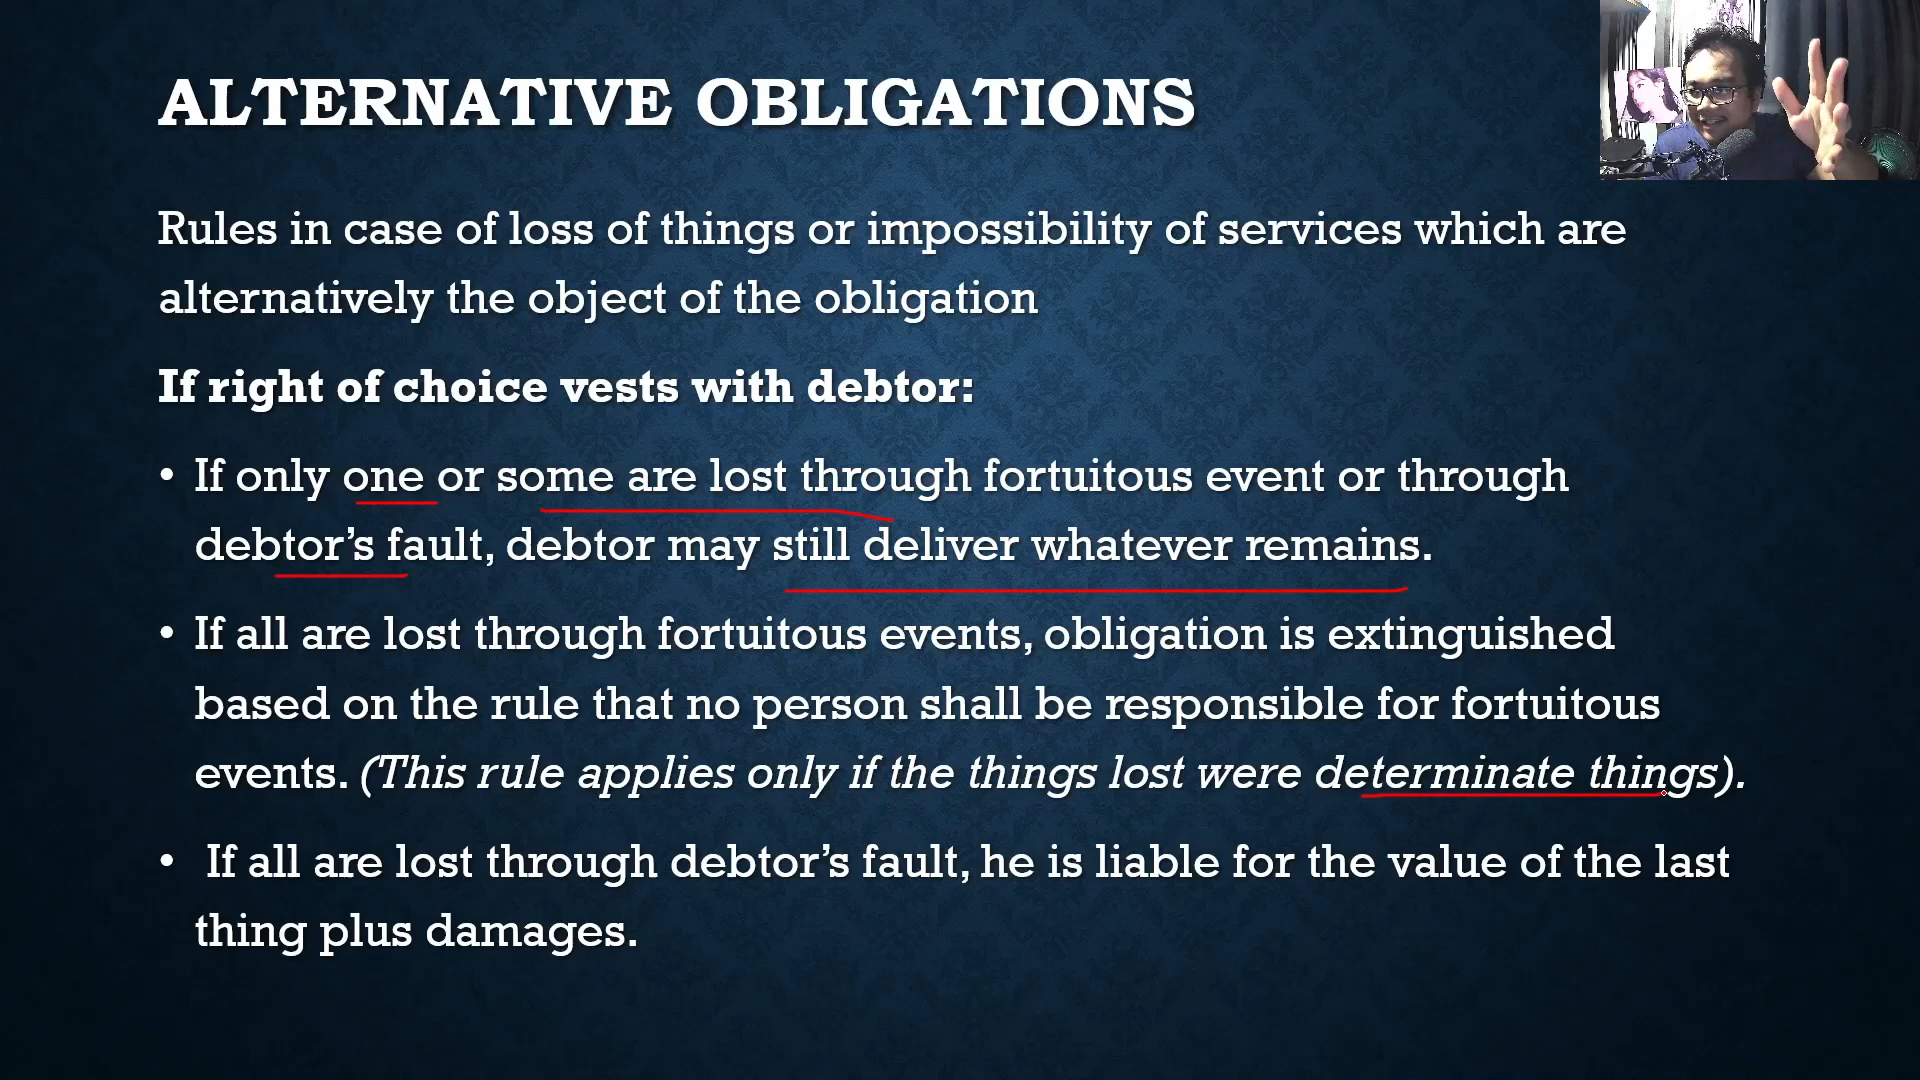 ALTERNATIVE OBLIGATIONS
Rules in case of loss of things or impossibility of services which are
alternatively the object of the obligation
If right of choice vests with debtor:
• If only one or some are lost through fortuitous event or through
debtor’s fault, debtor may still deliver whatever remains.
• If all are lost through fortuitous events, obligation is extinguished
based on the rule that no person shall be responsible for fortuitous
events. (This rule applies only if the things lost were determinate things).
• If all are lost through debtor’s fault, he is liable for the value of the last
thing plus damages.